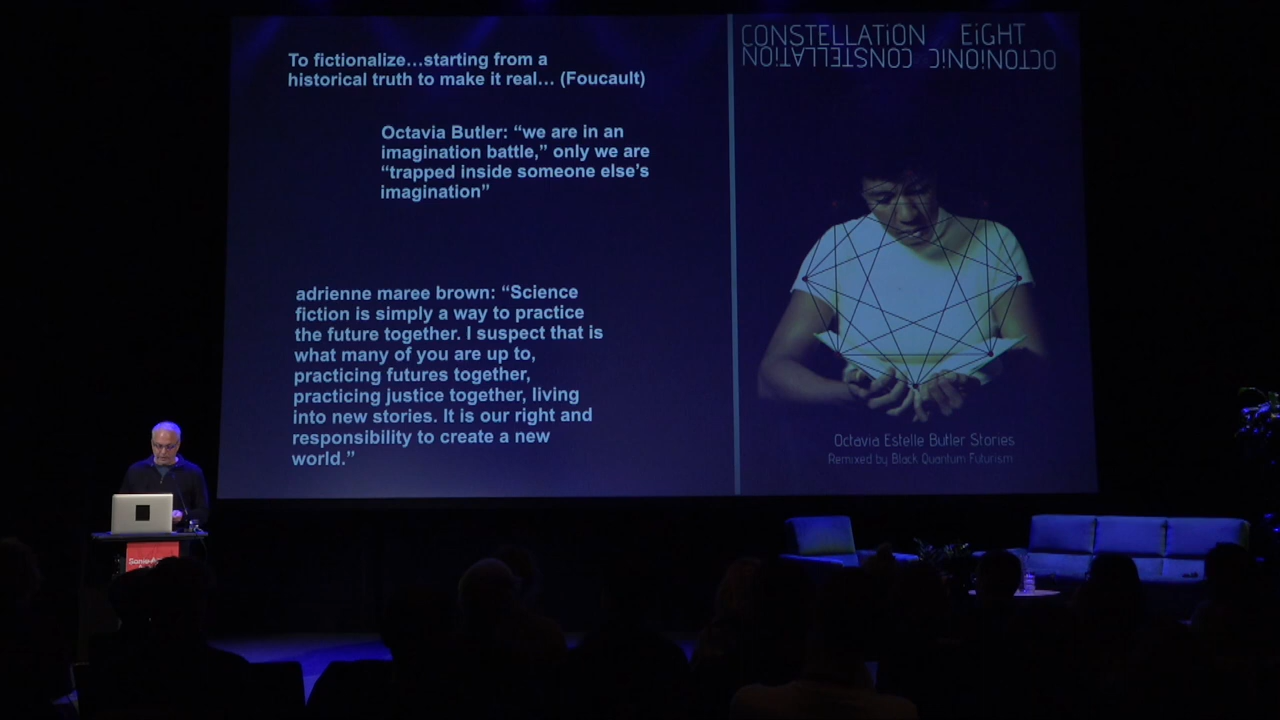 To fictionalize…starting from a
historical truth to make it real… (Foucault)
Octavia Butler: “we are in an
imagination battle,” only we are
“trapped inside someone else’s
imagination”
adrienne maree brown: “Science
fiction is simply a way to practice
the future together. I suspect that is
what many of you are up to,
practicing futures together,
practicing justice together, living
into new stories. It is our right and
responsibility to create a new
world.”
CONSTELLATiON EiGHT
OCTONiONiC CONSTELLATiON
Octavia Estelle Butler Stories
Remixed by Black Quantum Futurism